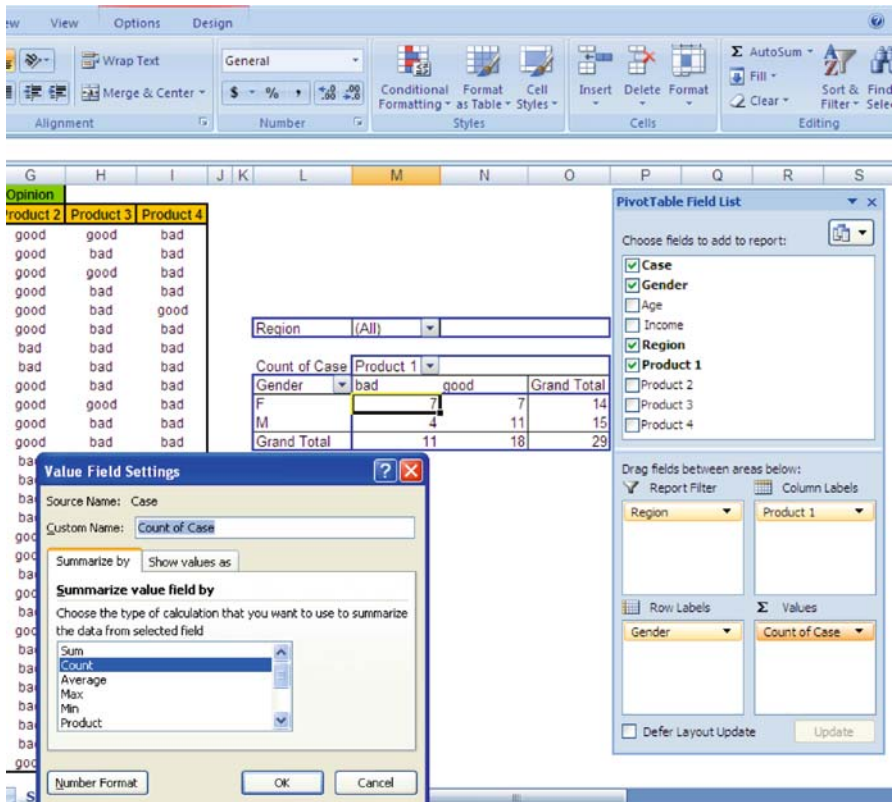 View Options Design
Wrap Text General AutoSum
Merge & Center $ % , .0 .00 .00 .0 Conditional Formatting Format as Table Cell Styles Insert Delete Format Fill Clear Sort & Filter
Alignment Number Styles Cells Editing
G H I J K L M N O P Q R S
Opinion
Product 3 Product 4
good good bad
good bad bad
good good bad
good bad bad
good bad good
good bad bad
bad bad bad
bad bad bad
good bad bad
good good bad
good bad bad
good bad bad
Region (All)
Count of Case Product 1
Gender bad good Grand Total
F 7 7 14
M 4 11 15
Grand Total 11 18 29
PivotTable Field List
Choose fields to add to report:
Case
Gender
Age
Income
Region
Product 1
Product 2
Product 3
Product 4
Drag fields between areas below:
Report Filter Column Labels
Region Product 1
Row Labels Σ Values
Gender Count of Case
Defer Layout Update Update
Value Field Settings
Source Name: Case
Custom Name: Count of Case
Summarize by Show values as
Summarize value field by
Choose the type of calculation that you want to use to summarize
the data from selected field
Sum
Count
Average
Max
Min
Product
Number Format OK Cancel